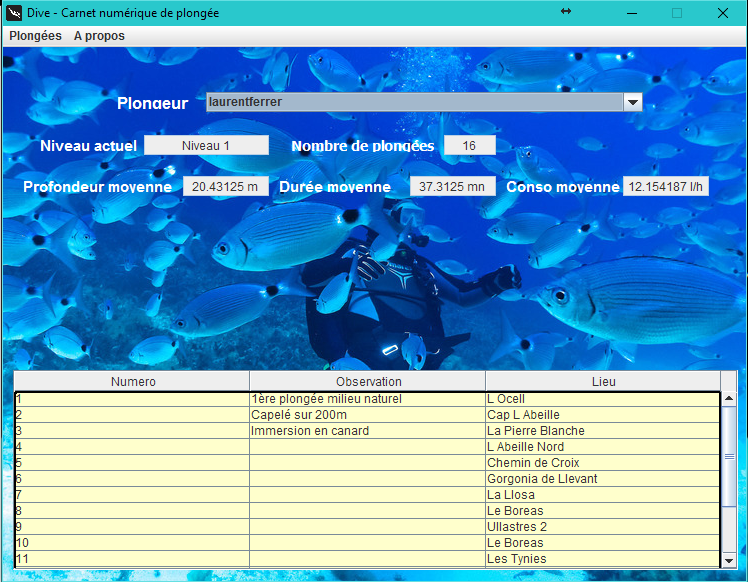 Dive - Carnet numérique de plongée
Plongées A propos
Plongeur laurentferrer
Niveau actuel Niveau 1 Nombre de plongées 16
Profondeur moyenne 20.43125 m Durée moyenne 37.3125 mn Conso moyenne 12.154187 l/h
Numero Observation Lieu
1 1ère plongée milieu naturel L Ocell
2 Capelé sur 200m Cap L Abeille
3 Immersion en canard La Pierre Blanche
4 L Abeille Nord
5 Chemin de Croix
6 Gorgonia de Llevant
7 La Llosa
8 Le Boreas
9 Ullastres 2
10 Le Boreas
11 Les Tynies